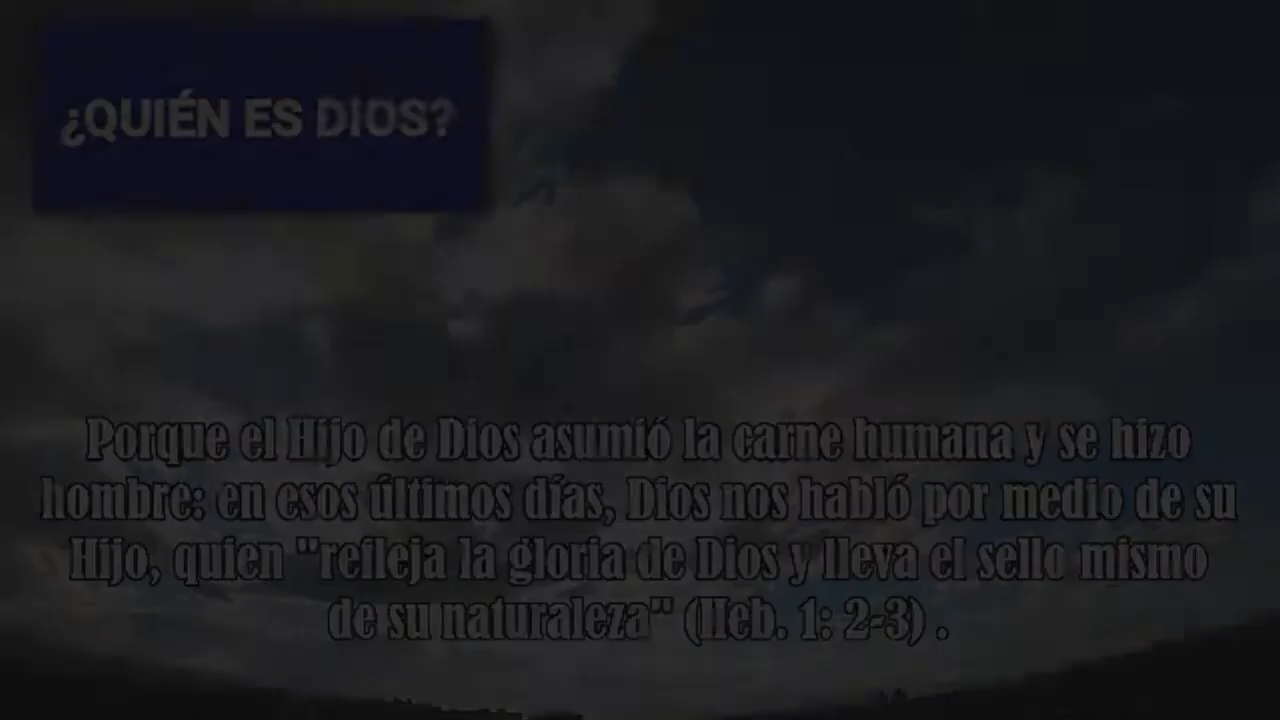 ¿QUIÉN ES DIOS?
Porque el Hijo de Dios asumió la carne humana y se hizo
hombre: en esos últimos días, Dios nos habló por medio de su
Hijo, quien "refleja la gloria de Dios y lleva el sello mismo
de su naturaleza" (Heb. 1: 2-3) .